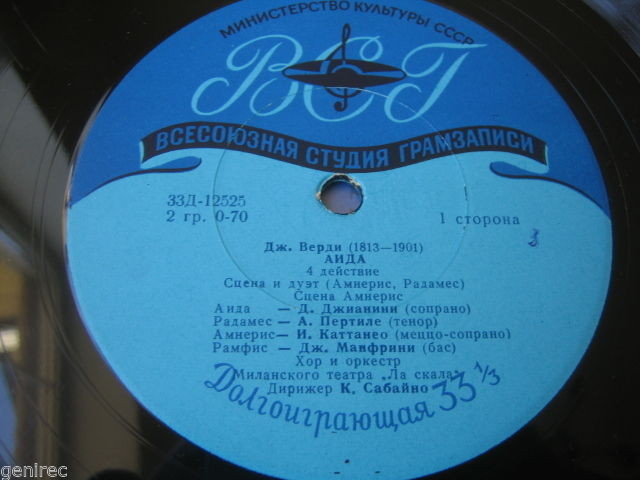 МИНИСТЕРСТВО КУЛЬТУРЫ СССР
ВСГ
ВСЕСОЮЗНАЯ СТУДИЯ ГРАМЗАПИСИ
33Д-12525
2 гр. 0-70
1 сторона
3
Дж. Верди (1813—1901)
АИДА
4 действие
Сцена и дуэт (Амнерис, Радамес)
Сцена Амнерис
Аида — Д. Джианини (сопрано)
Радамес — А. Пертиле (тенор)
Амнерис — И. Каттанео (меццо-сопрано)
Рамфис — Дж. Манфрини (бас)
Хор и оркестр
Миланского театра „Ла скала“
Дирижер К. Сабайно
Долгоиграющая 33 1/3
genirec